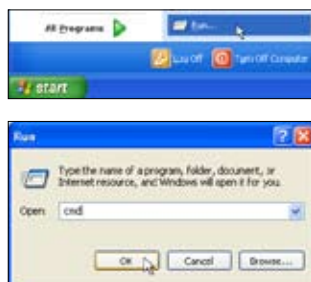 All Programs Run...
Log Off Turn Off Computer
start
Run
Type the name of a program, folder, document, or
Internet resource, and Windows will open it for you.
Open: cmd
OK Cancel Browse...